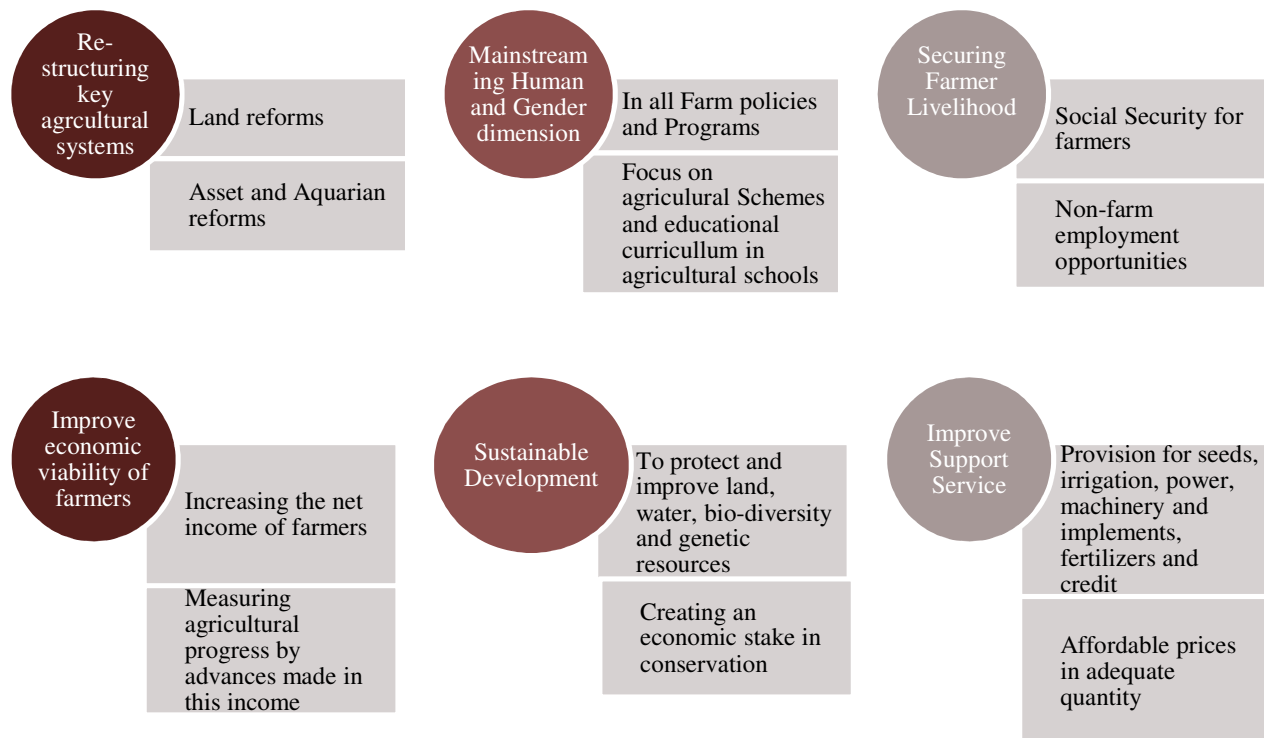 Re-
structuring
key
agrcultural
systems
Land reforms
Asset and Aquarian
reforms
Mainstream
ing Human
and Gender
dimension
In all Farm policies
and Programs
Focus on
agriculural Schemes
and educational
curricullum in
agricultural schools
Securing
Farmer
Livelihood
Social Security for
farmers
Non-farm
employment
opportunities
Improve
economic
viability of
farmers
Increasing the net
income of farmers
Measuring
agricultural
progress by
advances made in
this income
Sustainable
Development
To protect and
improve land,
water, bio-diversity
and genetic
resources
Creating an
economic stake in
conservation
Improve
Support
Service
Provision for seeds,
irrigation, power,
machinery and
implements,
fertilizers and
credit
Affordable prices
in adequate
quantity